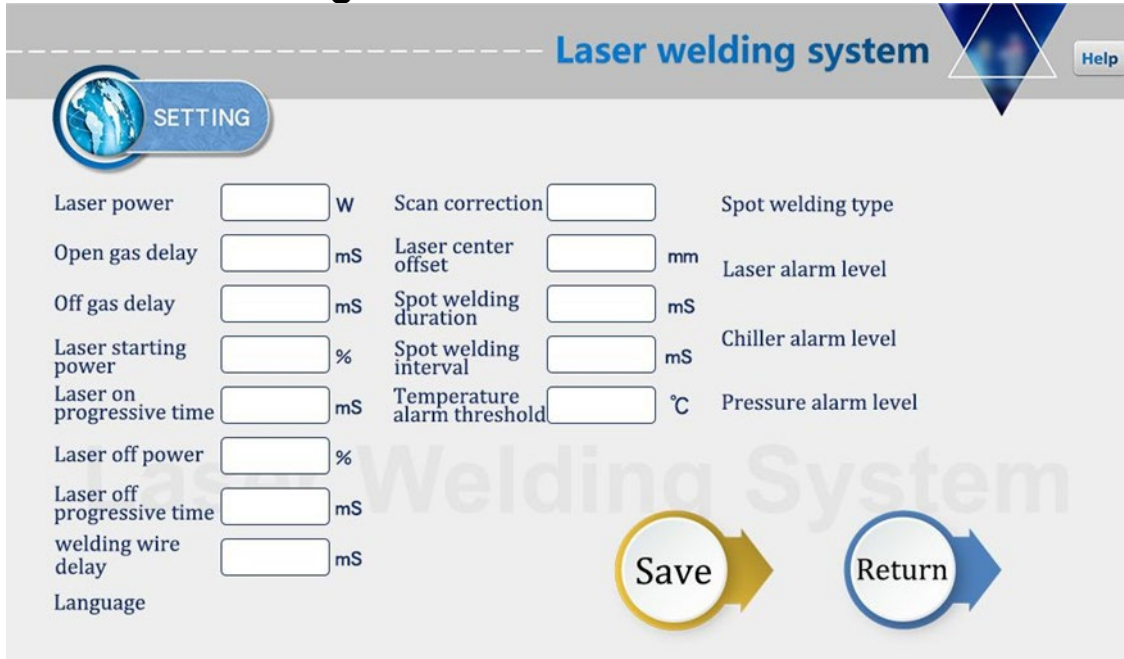 Laser welding system
Help
SETTING
Laser power W
Open gas delay mS
Off gas delay mS
Laser starting
power %
Laser on
progressive time mS
Laser off power %
Laser off
progressive time mS
welding wire
delay mS
Language
Scan correction
Laser center
offset mm
Spot welding
duration mS
Spot welding
interval mS
Temperature
alarm threshold °C
Spot welding type
Laser alarm level
Chiller alarm level
Pressure alarm level
Laser Welding System
Save
Return